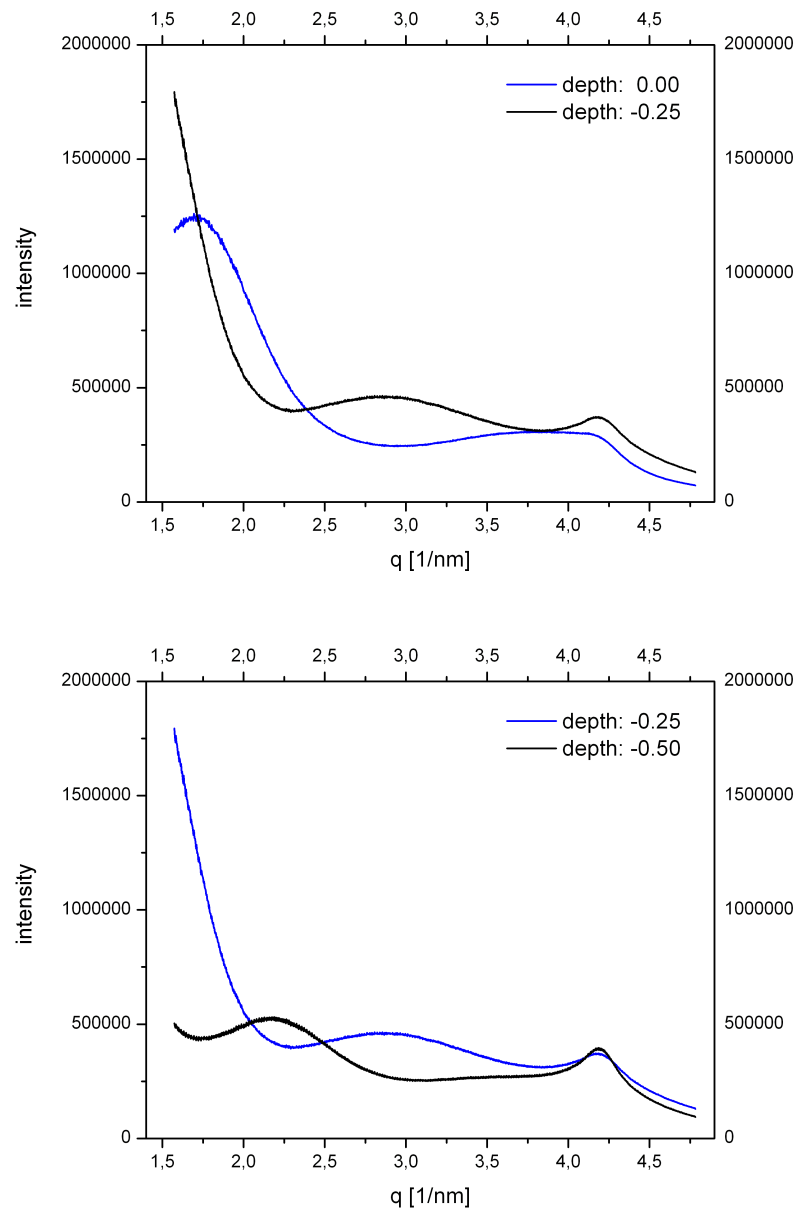 1,5 2,0 2,5 3,0 3,5 4,0 4,5
2000000 2000000
depth: 0.00
depth: -0.25
1500000 1500000
intensity
1000000 1000000
500000 500000
0 0
1,5 2,0 2,5 3,0 3,5 4,0 4,5
q [1/nm]
1,5 2,0 2,5 3,0 3,5 4,0 4,5
2000000 2000000
depth: -0.25
depth: -0.50
1500000 1500000
intensity
1000000 1000000
500000 500000
0 0
1,5 2,0 2,5 3,0 3,5 4,0 4,5
q [1/nm]